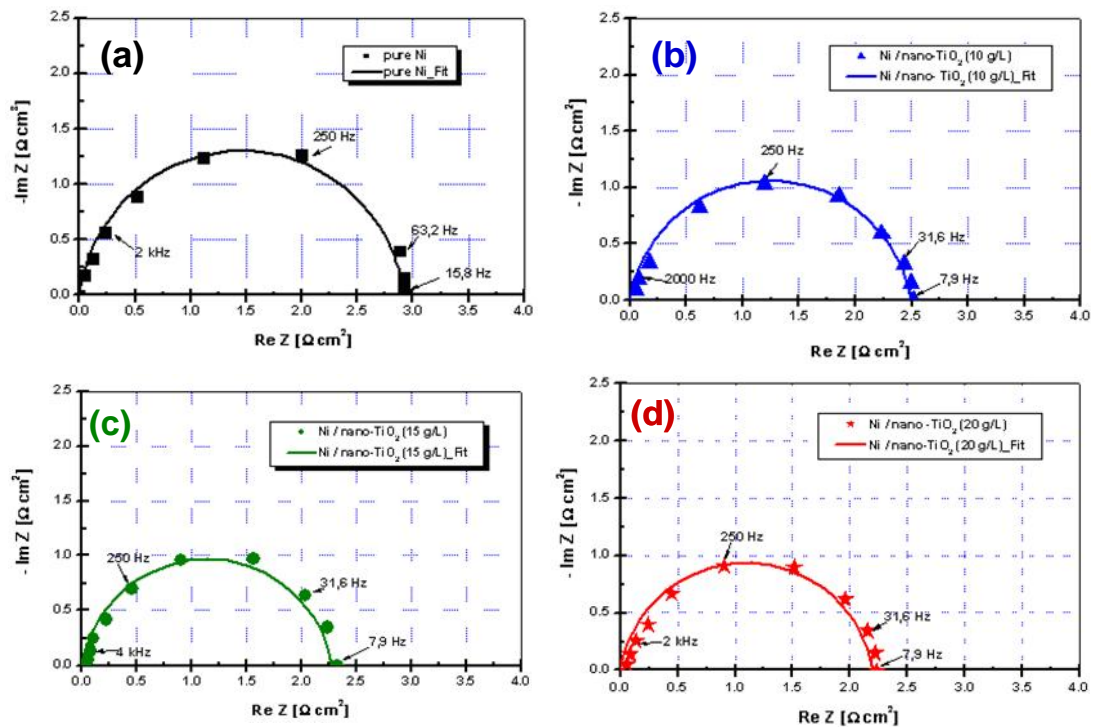 (a)
pure Ni
pure Ni_Fit
250 Hz
2 kHz
63,2 Hz
15,8 Hz
2.5
2.0
1.5
1.0
0.5
0.0
-Im Z [Ω cm²]
0.0 0.5 1.0 1.5 2.0 2.5 3.0 3.5 4.0
Re Z [Ω cm²]
(b)
Ni / nano-TiO₂ (10 g/L)
Ni / nano- TiO₂ (10 g/L)_Fit
250 Hz
31,6 Hz
2000 Hz
7,9 Hz
2.5
2.0
1.5
1.0
0.5
0.0
- Im Z [Ω cm²]
0.0 0.5 1.0 1.5 2.0 2.5 3.0 3.5 4.0
Re Z [Ω cm²]
(c)
Ni / nano-TiO₂ (15 g/L)
Ni / nano-TiO₂ (15 g/L)_Fit
250 Hz
31,6 Hz
4 kHz
7,9 Hz
2.5
2.0
1.5
1.0
0.5
0.0
- Im Z [Ω cm²]
0.0 0.5 1.0 1.5 2.0 2.5 3.0 3.5 4.0
Re Z [Ω cm²]
(d)
Ni / nano -TiO₂ (20 g/L)
Ni / nano-TiO₂ (20 g/L)_Fit
250 Hz
31,6 Hz
2 kHz
7,9 Hz
2.5
2.0
1.5
1.0
0.5
0.0
- Im Z [Ω cm²]
0.0 0.5 1.0 1.5 2.0 2.5 3.0 3.5 4.0
Re Z [Ω cm²]